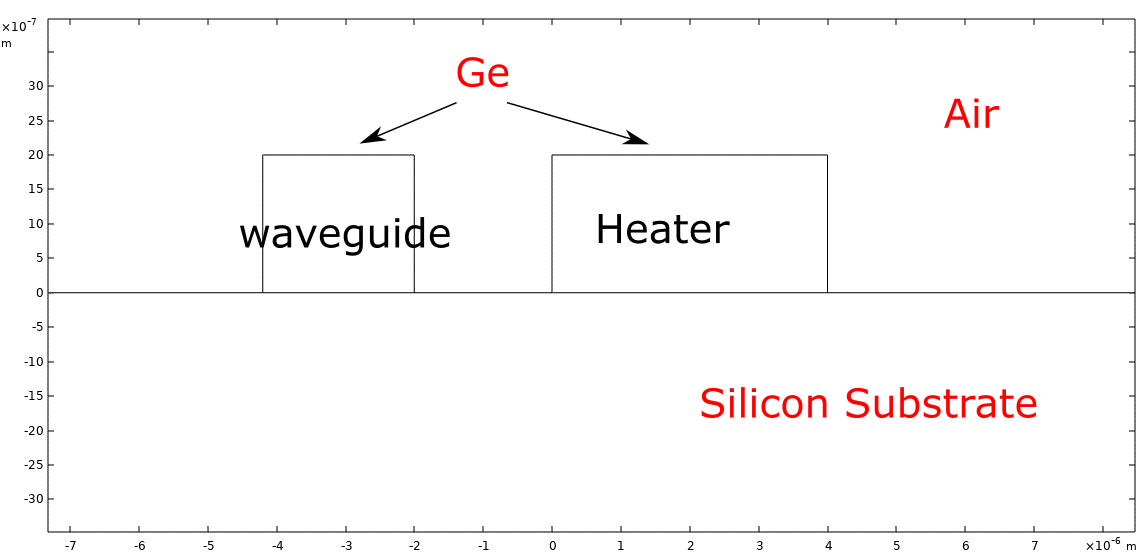 ×10⁻⁷
m
Ge
Air
30
25
20
15
10
5
0
-5
-10
-15
-20
-25
-30
waveguide
Heater
Silicon Substrate
-7 -6 -5 -4 -3 -2 -1 0 1 2 3 4 5 6 7 ×10⁻⁶ m